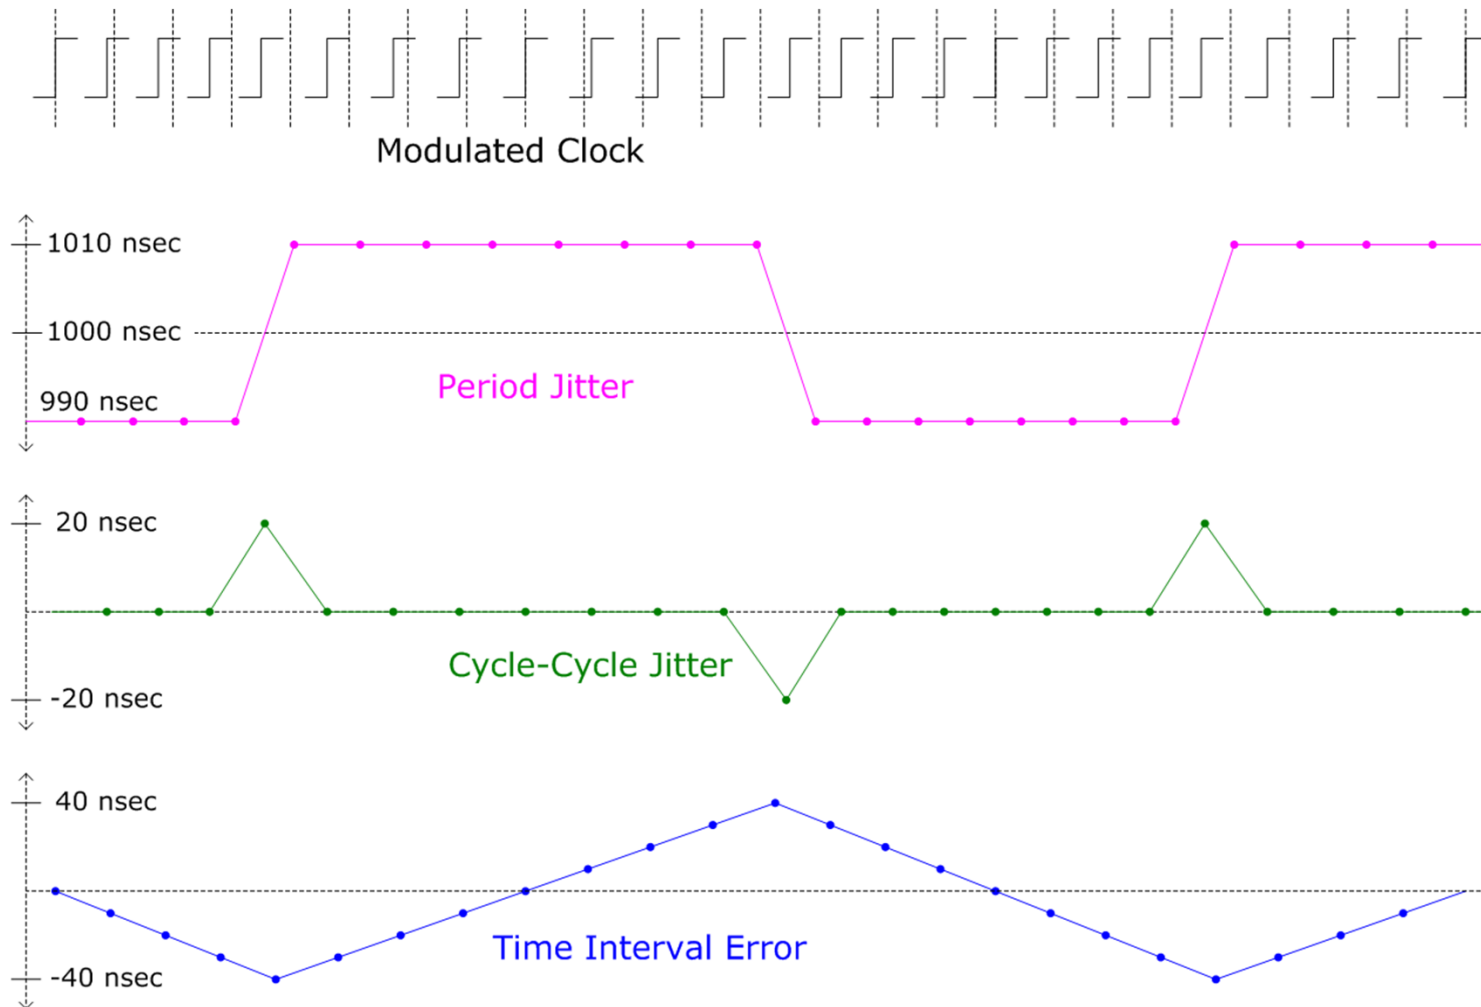 Modulated Clock
1010 nsec
1000 nsec
Period Jitter
990 nsec
20 nsec
Cycle-Cycle Jitter
-20 nsec
40 nsec
Time Interval Error
-40 nsec